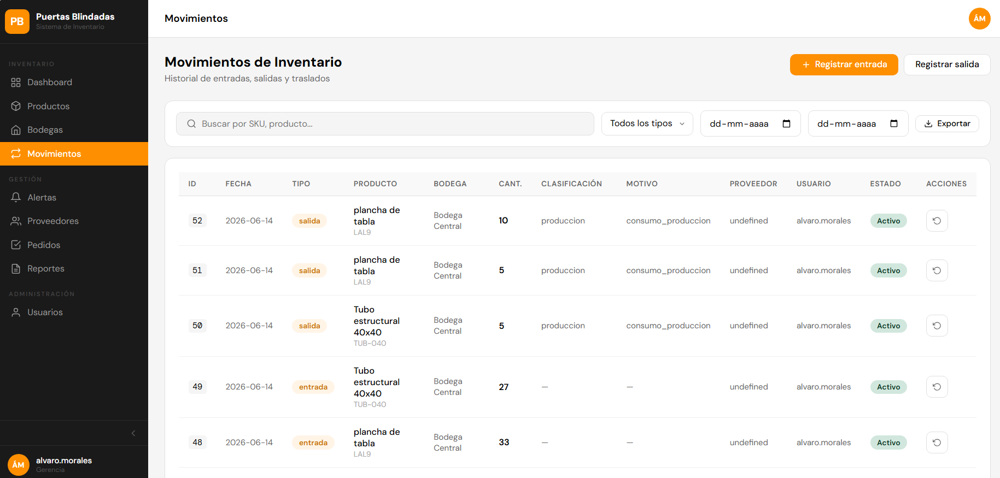 PB
Puertas Blindadas
Sistema de Inventario
INVENTARIO
Dashboard
Productos
Bodegas
Movimientos
GESTIÓN
Alertas
Proveedores
Pedidos
Reportes
ADMINISTRACIÓN
Usuarios
ÁM
alvaro.morales
Gerencia
Movimientos
ÁM
Movimientos de Inventario
Historial de entradas, salidas y traslados
+ Registrar entrada
Registrar salida
Buscar por SKU, producto...
Todos los tipos
dd-mm-aaaa
dd-mm-aaaa
Exportar
ID FECHA TIPO PRODUCTO BODEGA CANT. CLASIFICACIÓN MOTIVO PROVEEDOR USUARIO ESTADO ACCIONES
52 2026-06-14 salida plancha de tabla LAL9 Bodega Central 10 produccion consumo_produccion undefined alvaro.morales Activo
51 2026-06-14 salida plancha de tabla LAL9 Bodega Central 5 produccion consumo_produccion undefined alvaro.morales Activo
50 2026-06-14 salida Tubo estructural 40x40 TUB-040 Bodega Central 5 produccion consumo_produccion undefined alvaro.morales Activo
49 2026-06-14 entrada Tubo estructural 40x40 TUB-040 Bodega Central 27 — — undefined alvaro.morales Activo
48 2026-06-14 entrada plancha de tabla LAL9 Bodega Central 33 — — undefined alvaro.morales Activo